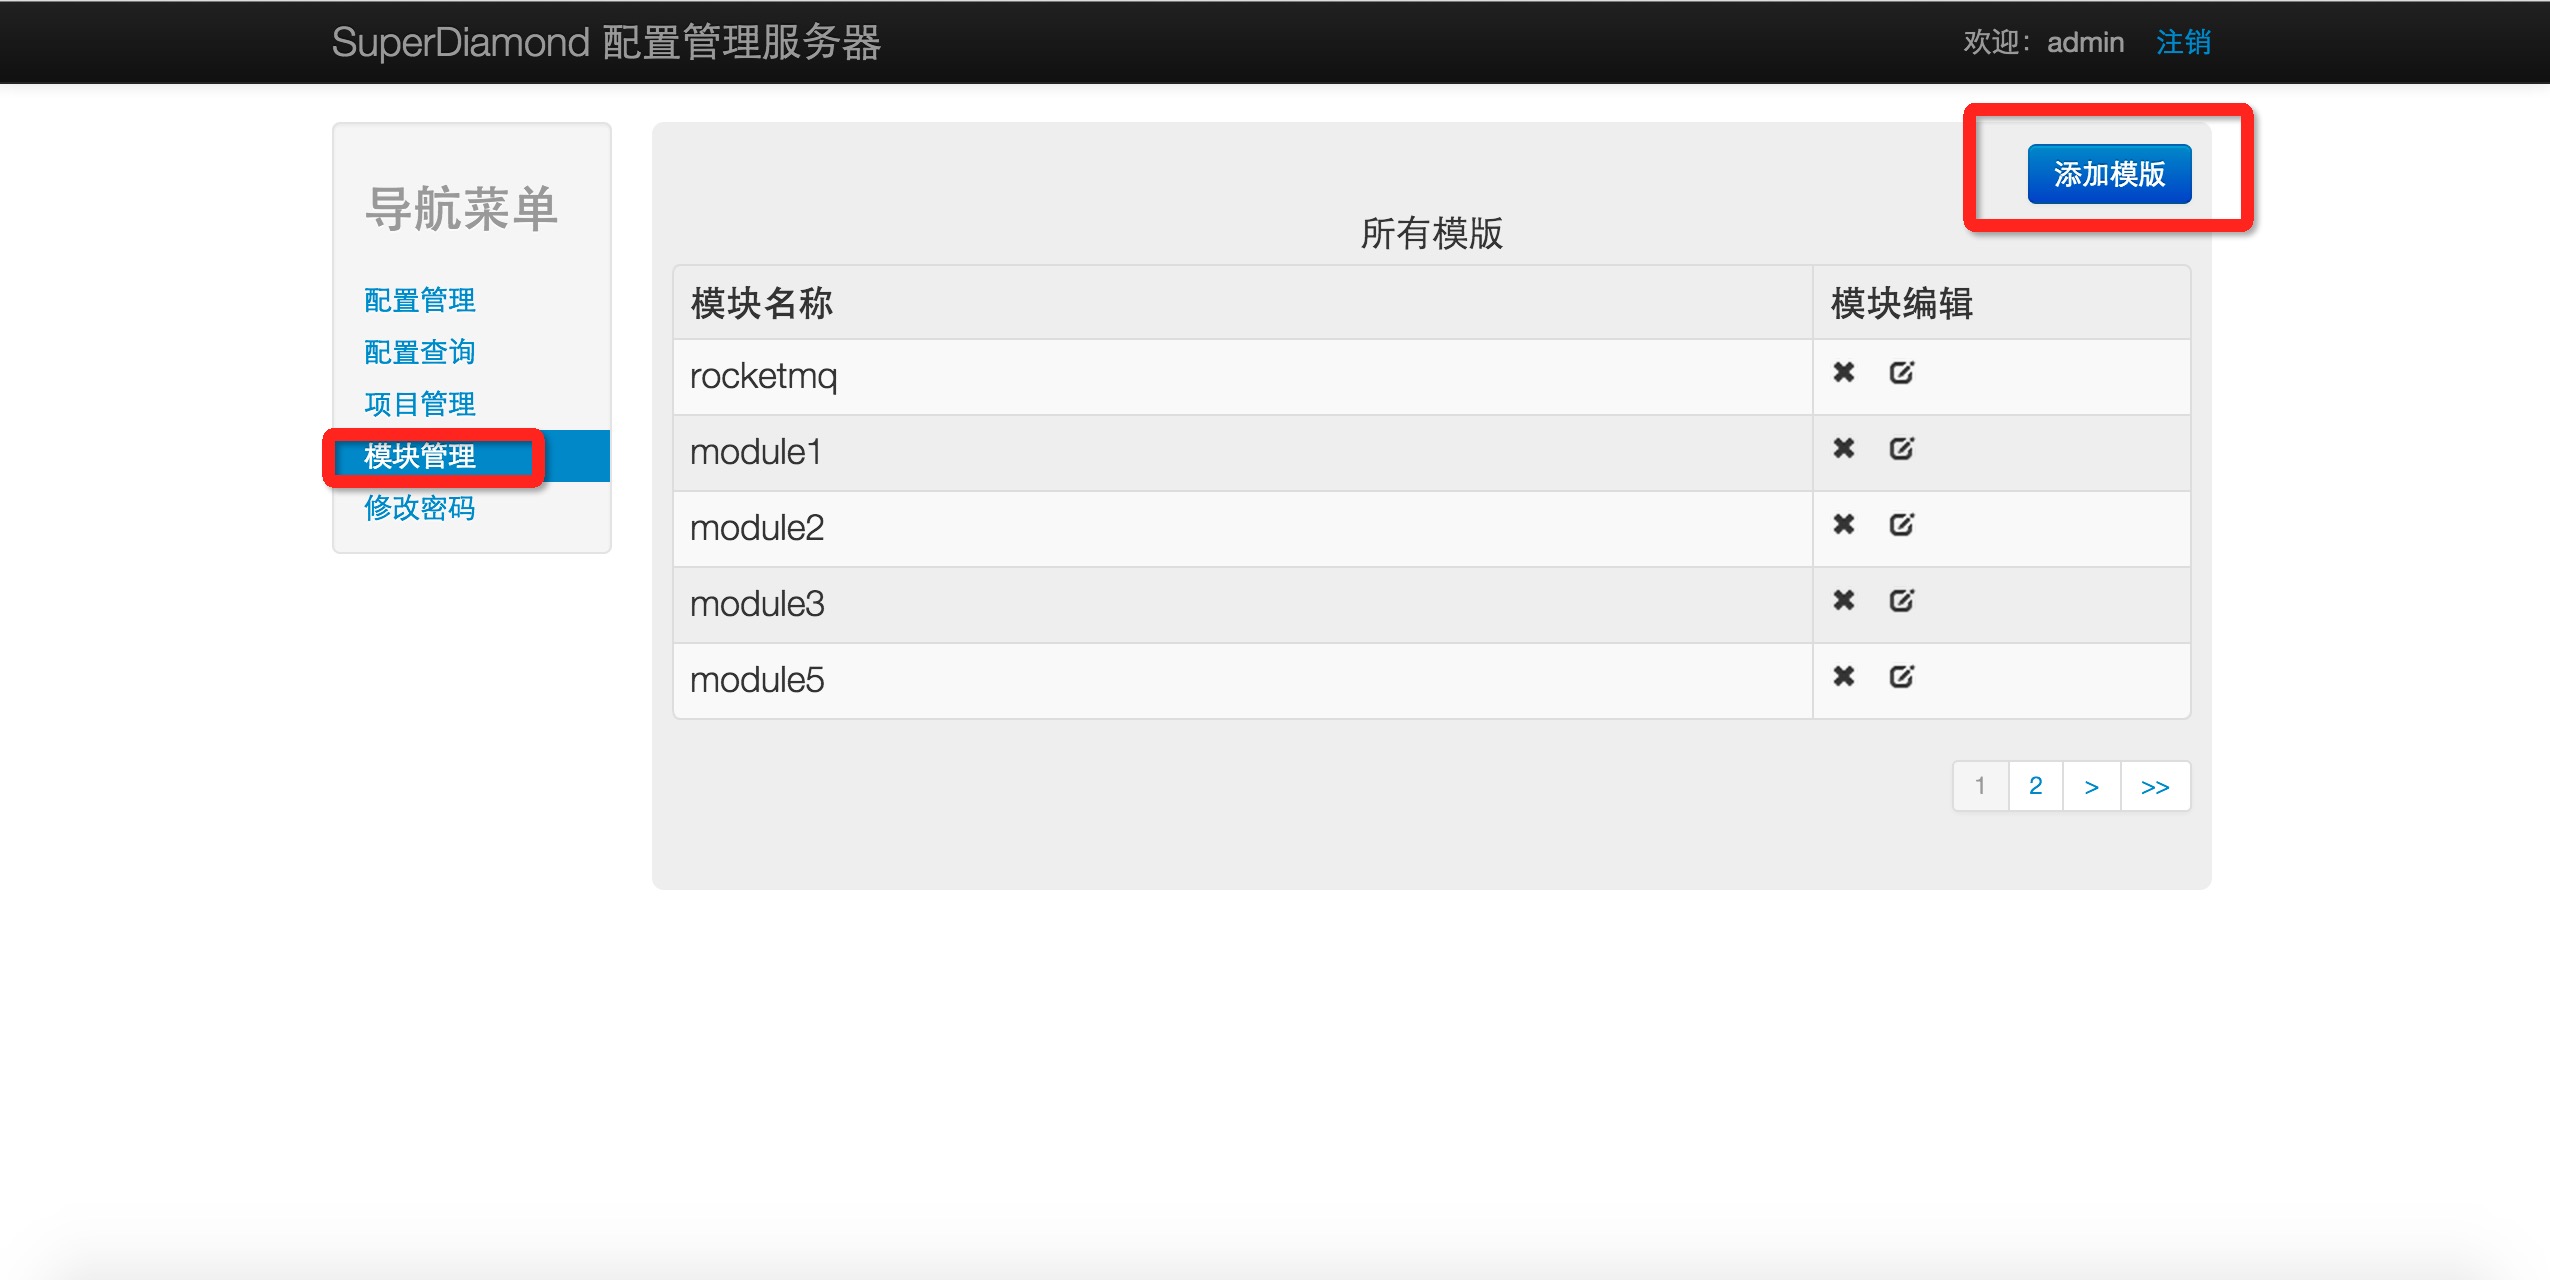 SuperDiamond 配置管理服务器
欢迎：admin 注销
导航菜单
配置管理
配置查询
项目管理
模块管理
修改密码
添加模版
所有模版
模块名称 模块编辑
rocketmq
module1
module2
module3
module5
1 2 > >>